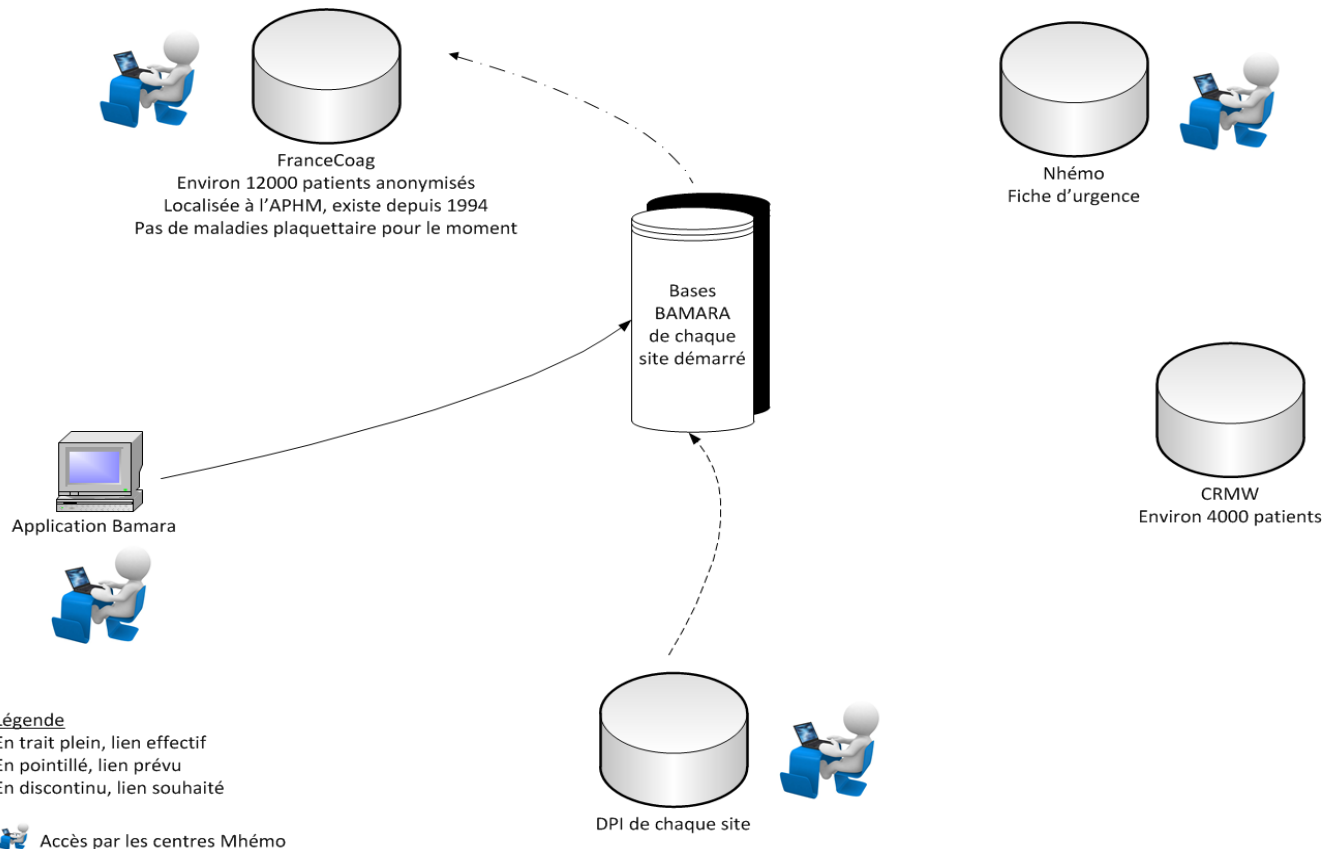 FranceCoag
Environ 12000 patients anonymisés
Localisée à l'APHM, existe depuis 1994
Pas de maladies plaquettaire pour le moment
Nhémo
Fiche d'urgence
Bases
BAMARA
de chaque
site démarré
CRMW
Environ 4000 patients
Application Bamara
DPI de chaque site
Légende
En trait plein, lien effectif
En pointillé, lien prévu
En discontinu, lien souhaité
Accès par les centres Mhémo